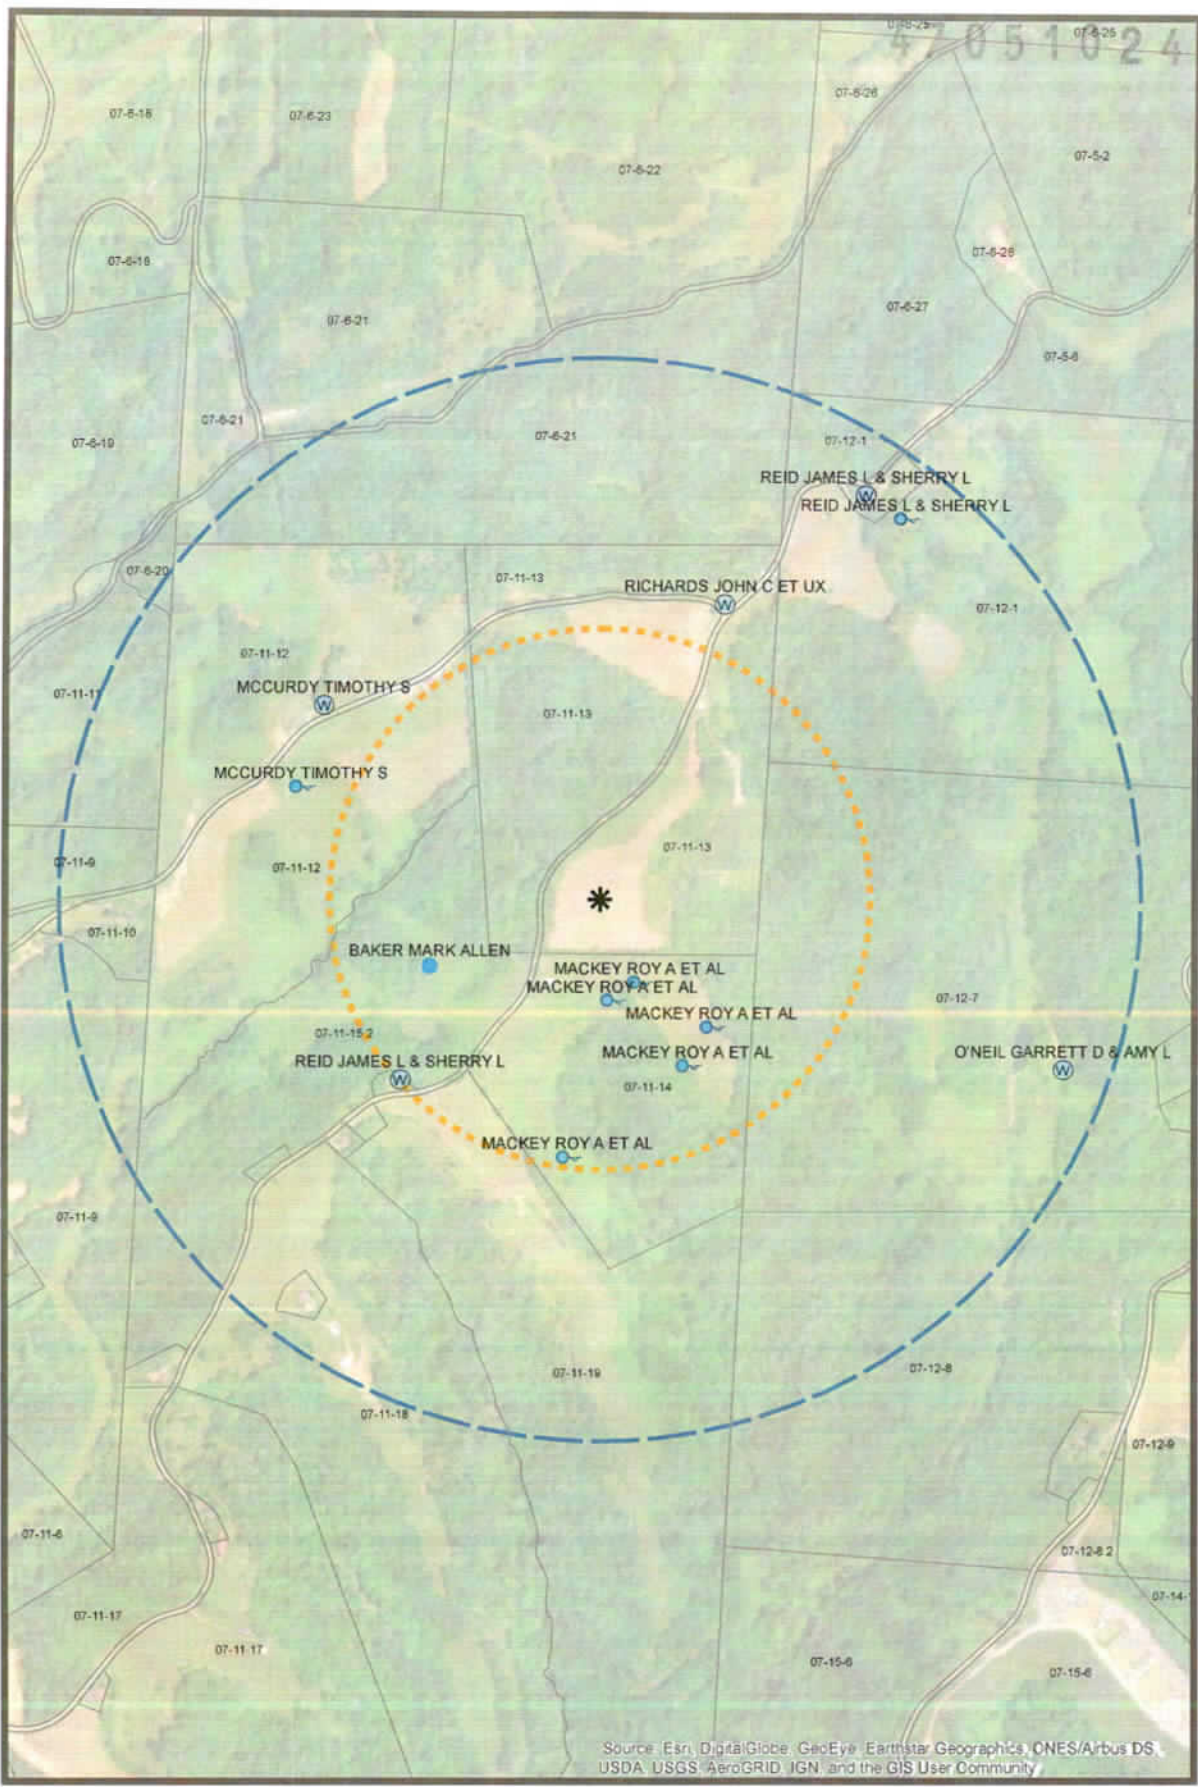 07-6-25
47051024
07-6-26
07-6-18
07-6-23
07-5-2
07-6-22
07-6-18
07-6-28
07-6-27
07-6-21
07-5-6
07-6-21
07-6-19
07-6-21
07-12-1
REID JAMES L & SHERRY L
W
REID JAMES L & SHERRY L
07-6-20
07-11-13
RICHARDS JOHN C ET UX
W
07-12-1
07-11-12
MCCURDY TIMOTHY S
W
07-11-11
07-11-13
MCCURDY TIMOTHY S
07-11-13
07-11-9
07-11-12
07-11-10
BAKER MARK ALLEN
MACKEY ROY A ET AL
MACKEY ROY A ET AL
07-12-7
MACKEY ROY A ET AL
07-11-15.2
REID JAMES L & SHERRY L
W
MACKEY ROY A ET AL
O'NEIL GARRETT D & AMY L
W
07-11-14
MACKEY ROY A ET AL
07-11-9
07-11-19
07-12-8
07-11-18
07-12-9
07-11-6
07-12-8.2
07-14-
07-11-17
07-11-17
07-15-6
07-15-6
Source: Esri, DigitalGlobe, GeoEye, Earthstar Geographics, CNES/Airbus DS,
USDA, USGS, AeroGRID, IGN, and the GIS User Community